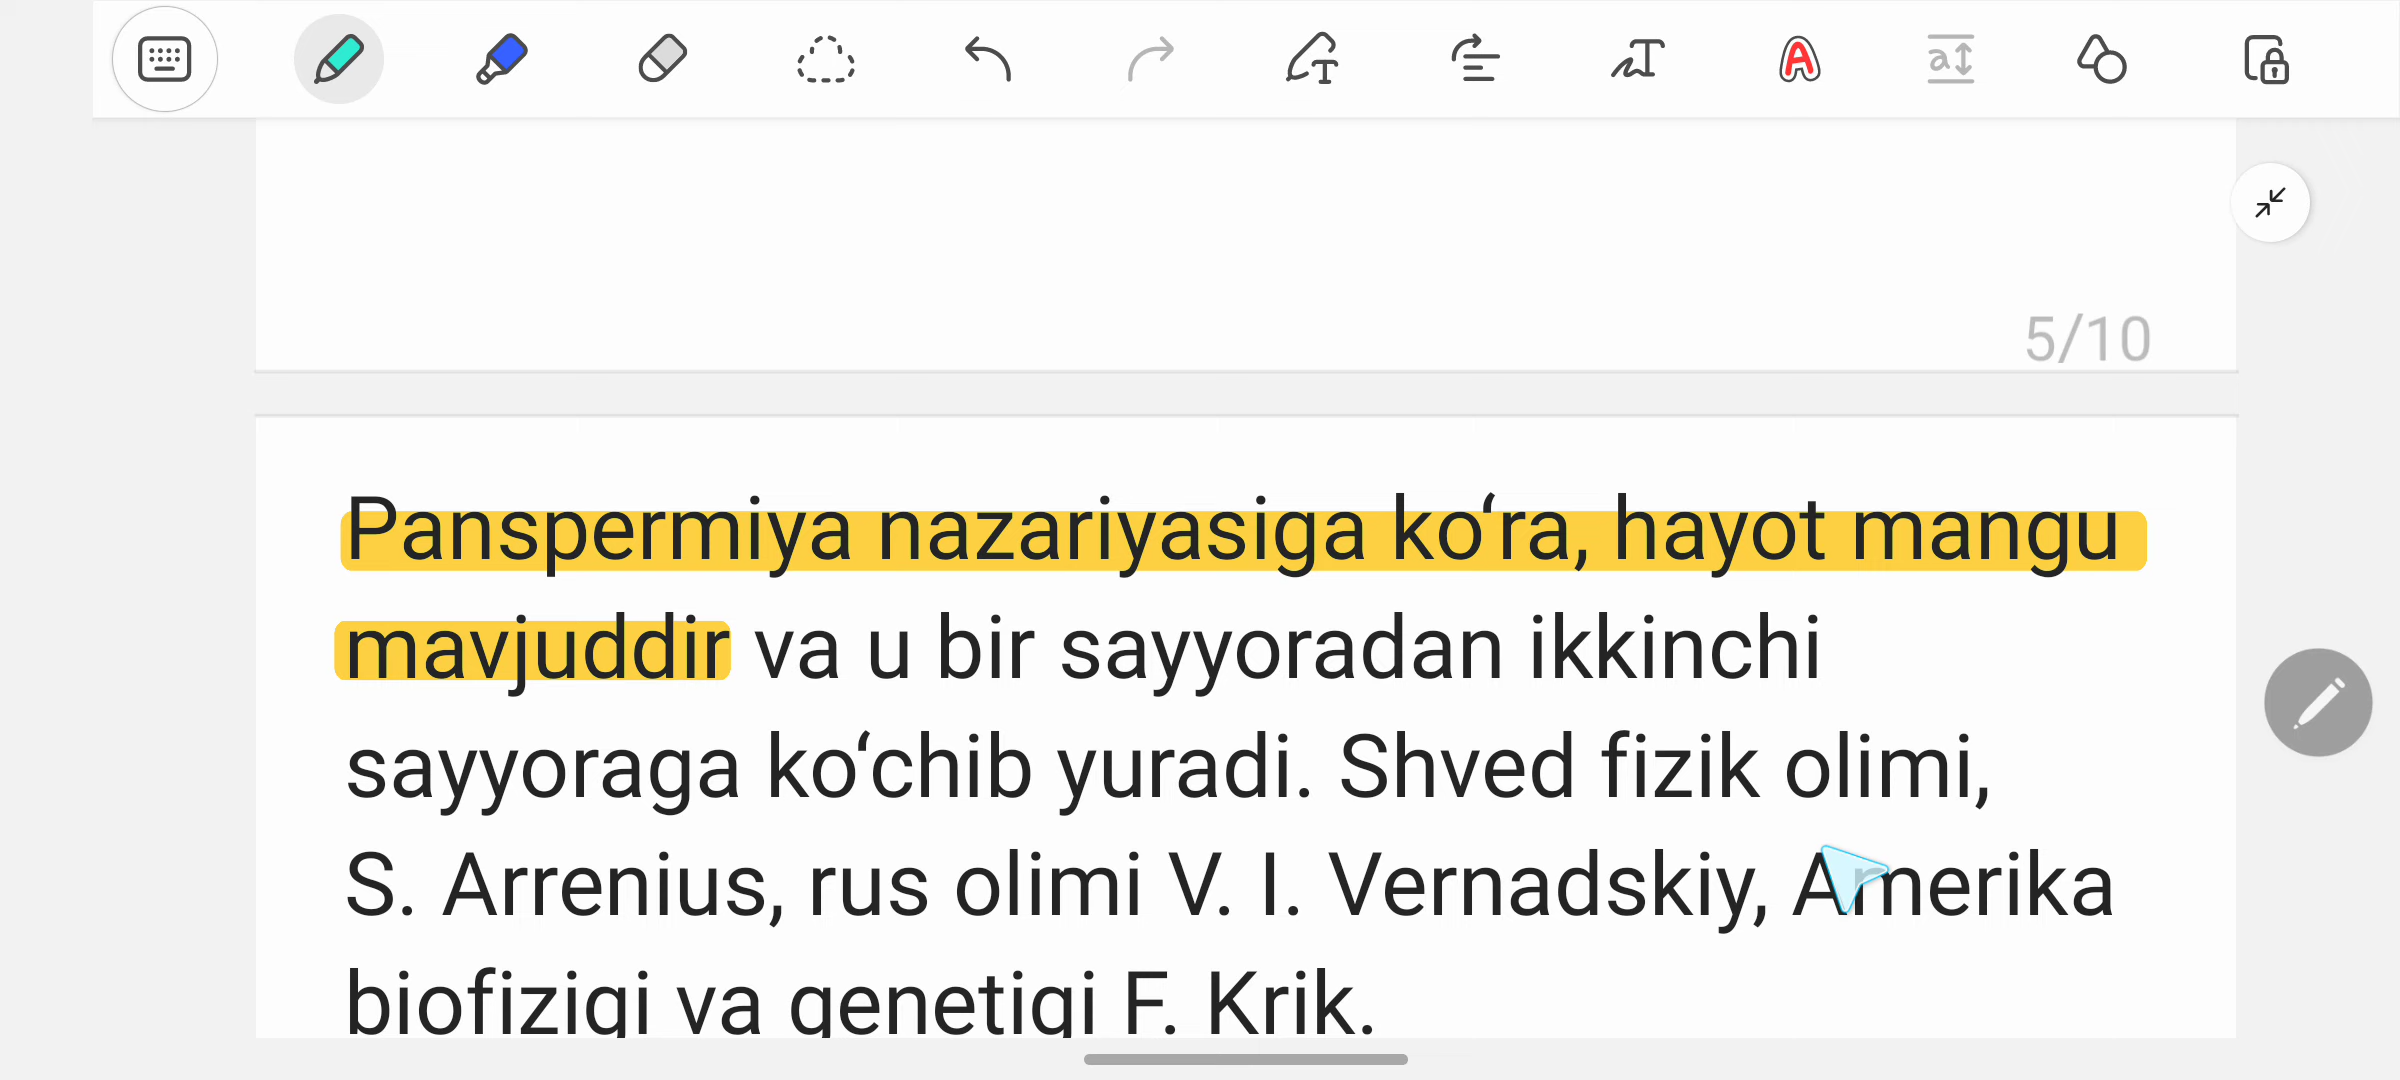 5/10
Panspermiya nazariyasiga ko‘ra, hayot mangu
mavjuddir va u bir sayyoradan ikkinchi
sayyoraga ko‘chib yuradi. Shved fizik olimi,
S. Arrenius, rus olimi V. I. Vernadskiy, Amerika
biofizigi va genetigi F. Krik.